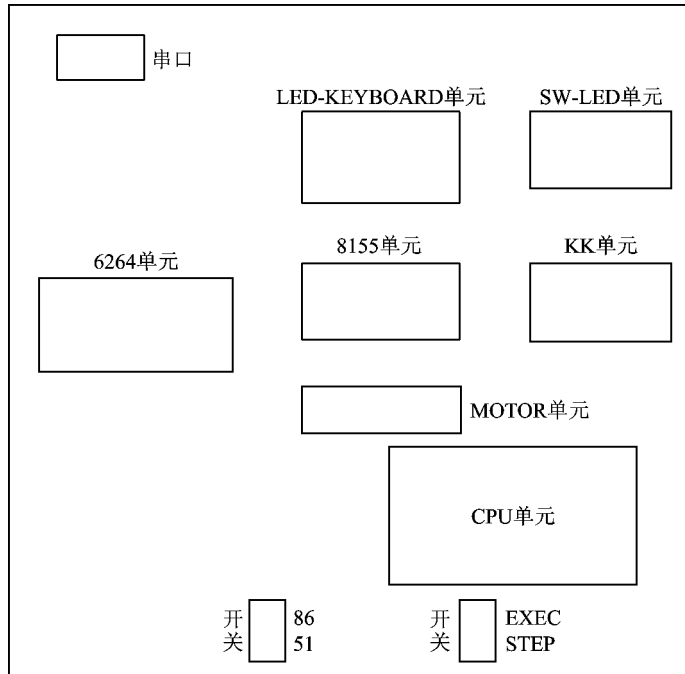 串口
LED-KEYBOARD单元
SW-LED单元
6264单元
8155单元
KK单元
MOTOR单元
CPU单元
开 86
关 51
开 EXEC
关 STEP